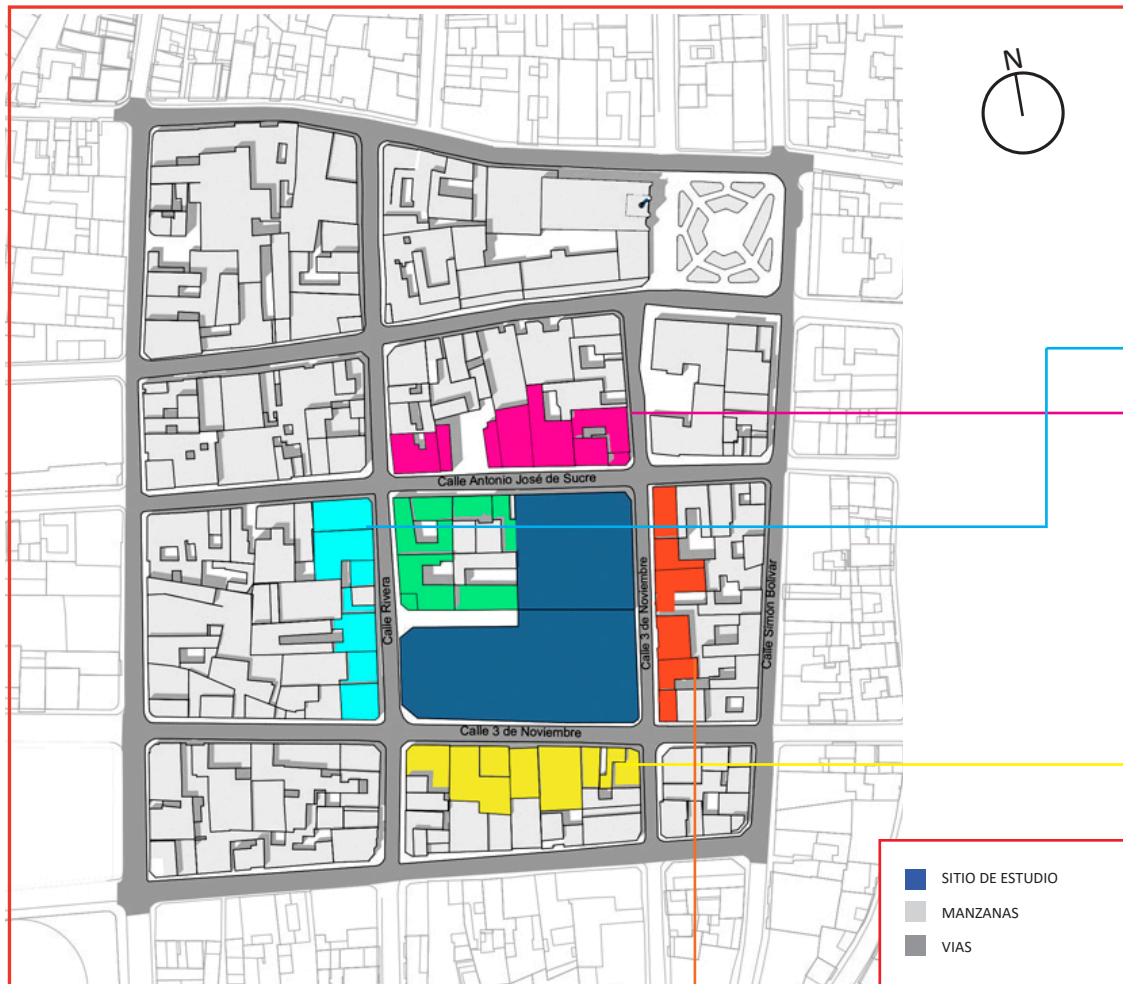 N
Calle Antonio José de Sucre
Calle Rivera
Calle 3 de Noviembre
Calle Simón Bolívar
Calle 3 de Noviembre
SITIO DE ESTUDIO
MANZANAS
VIAS